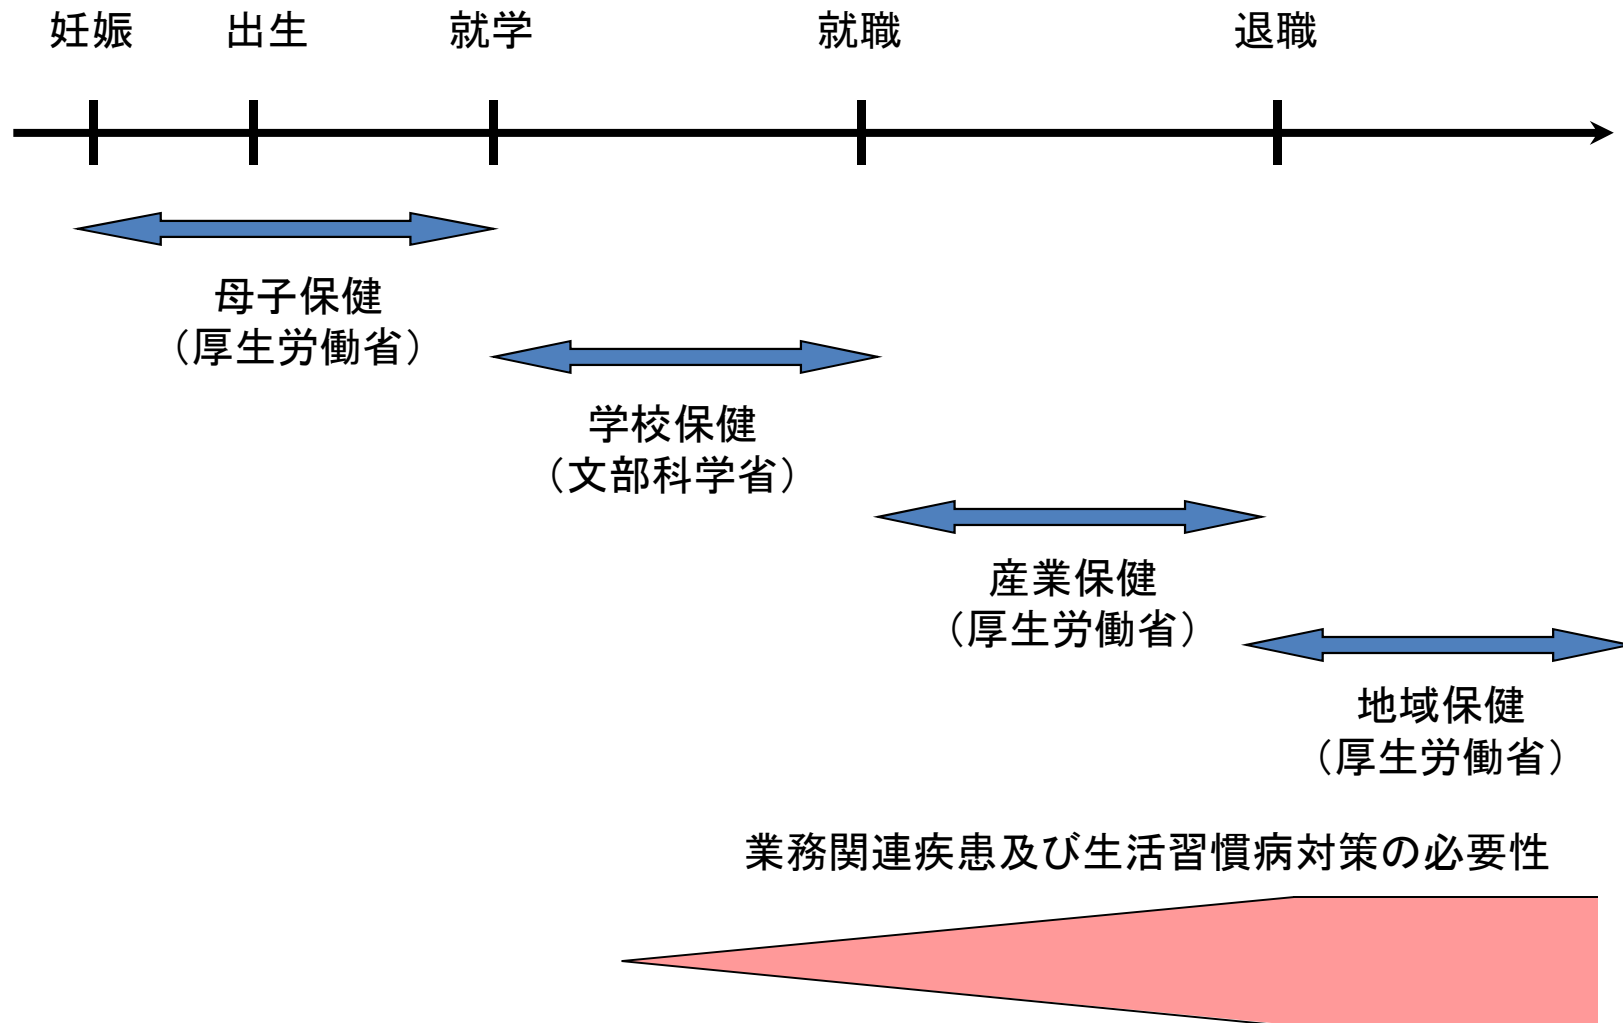 妊娠 出生 就学 就職 退職
母子保健
（厚生労働省）
学校保健
（文部科学省）
産業保健
（厚生労働省）
地域保健
（厚生労働省）
業務関連疾患及び生活習慣病対策の必要性